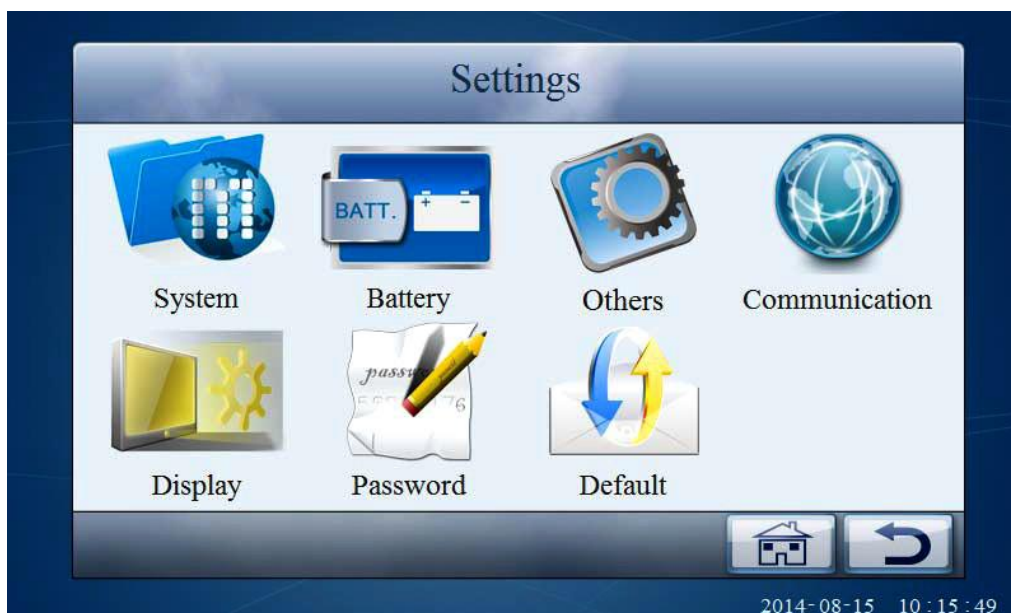 Settings
BATT.
+ −
System Battery Others Communication
Display Password Default
2014-08-15 10:15:49